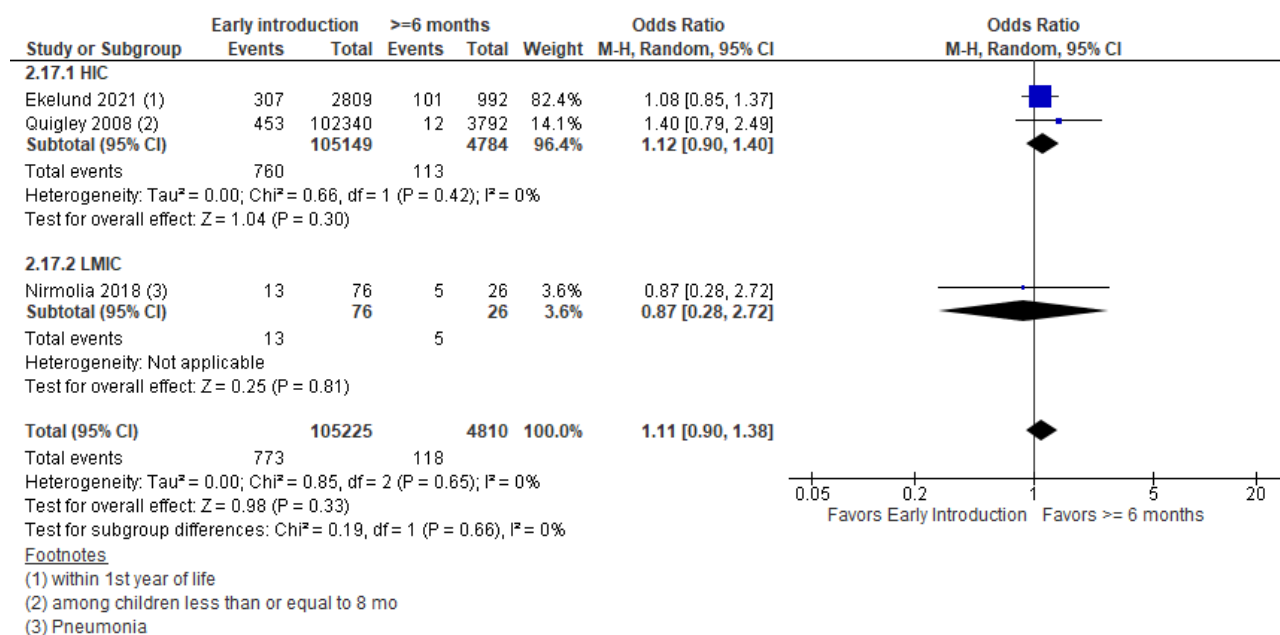 Early introduction >=6 months Odds Ratio Odds Ratio
Study or Subgroup Events Total Events Total Weight M-H, Random, 95% CI M-H, Random, 95% CI
2.17.1 HIC
Ekelund 2021 (1) 307 2809 101 992 82.4% 1.08 [0.85, 1.37]
Quigley 2008 (2) 453 102340 12 3792 14.1% 1.40 [0.79, 2.49]
Subtotal (95% CI) 105149 4784 96.4% 1.12 [0.90, 1.40]
Total events 760 113
Heterogeneity: Tau² = 0.00; Chi² = 0.66, df = 1 (P = 0.42); I² = 0%
Test for overall effect: Z = 1.04 (P = 0.30)
2.17.2 LMIC
Nirmolia 2018 (3) 13 76 5 26 3.6% 0.87 [0.28, 2.72]
Subtotal (95% CI) 76 26 3.6% 0.87 [0.28, 2.72]
Total events 13 5
Heterogeneity: Not applicable
Test for overall effect: Z = 0.25 (P = 0.81)
Total (95% CI) 105225 4810 100.0% 1.11 [0.90, 1.38]
Total events 773 118
Heterogeneity: Tau² = 0.00; Chi² = 0.85, df = 2 (P = 0.65); I² = 0%
Test for overall effect: Z = 0.98 (P = 0.33)
Test for subgroup differences: Chi² = 0.19, df = 1 (P = 0.66), I² = 0%
0.05 0.2 1 5 20
Favors Early Introduction Favors >= 6 months
Footnotes
(1) within 1st year of life
(2) among children less than or equal to 8 mo
(3) Pneumonia